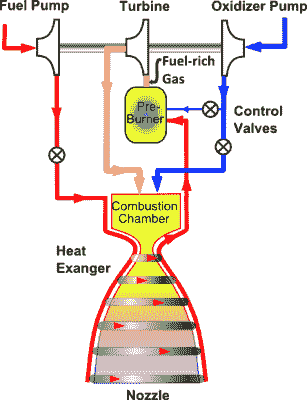 Fuel Pump
Turbine
Oxidizer Pump
Fuel-rich
Gas
Pre-
Burner
Control
Valves
Combustion
Chamber
Heat
Exanger
Nozzle